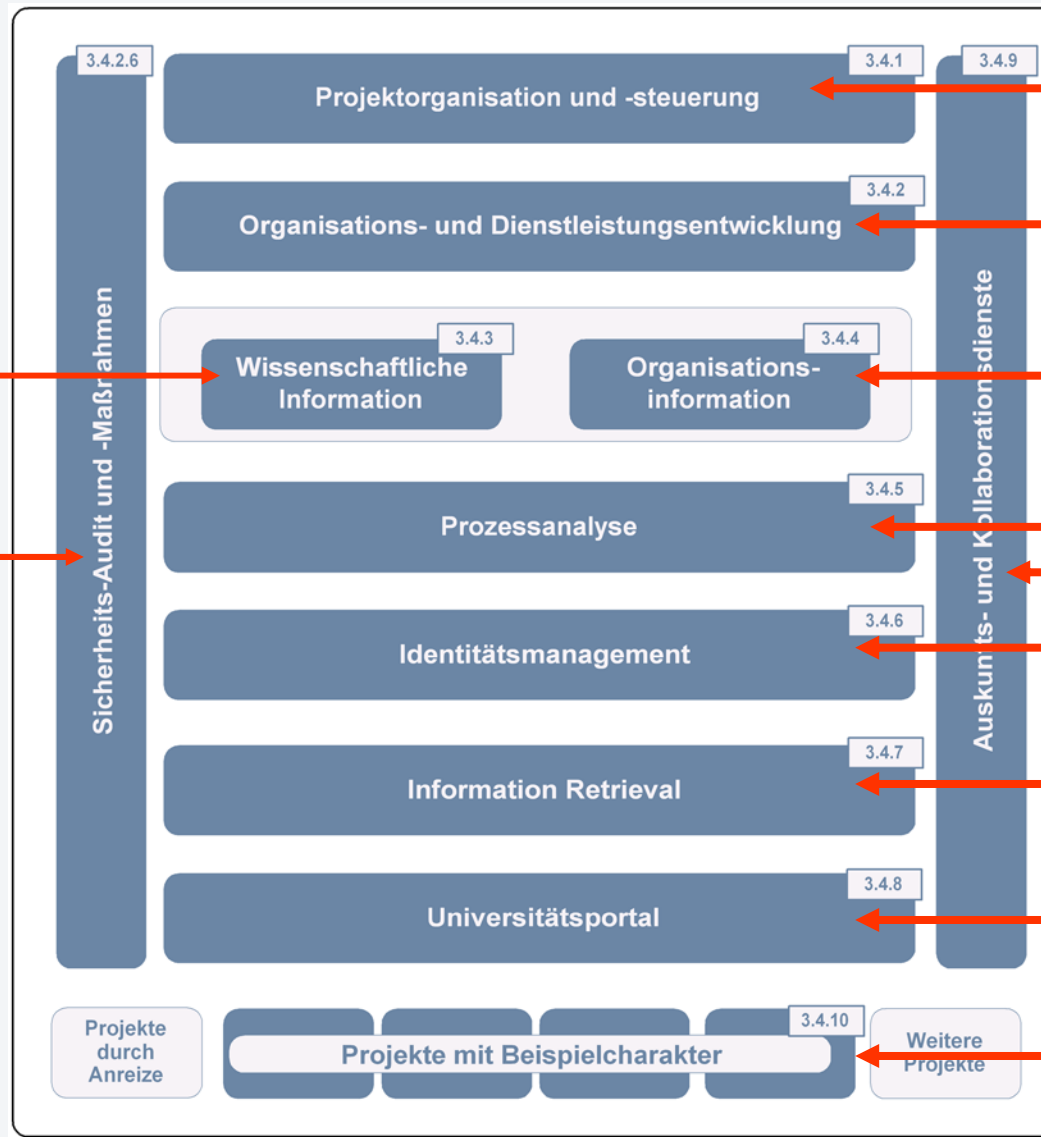 3.4.2.6
3.4.1
3.4.9
Projektorganisation und -steuerung
3.4.2
Organisations- und Dienstleistungsentwicklung
Sicherheits-Audit und -Maßnahmen
Auskunfts- und Kollaborationsdienste
3.4.3
Wissenschaftliche
Information
3.4.4
Organisations-
information
3.4.5
Prozessanalyse
3.4.6
Identitätsmanagement
3.4.7
Information Retrieval
3.4.8
Universitätsportal
Projekte
durch
Anreize
3.4.10
Projekte mit Beispielcharakter
Weitere
Projekte